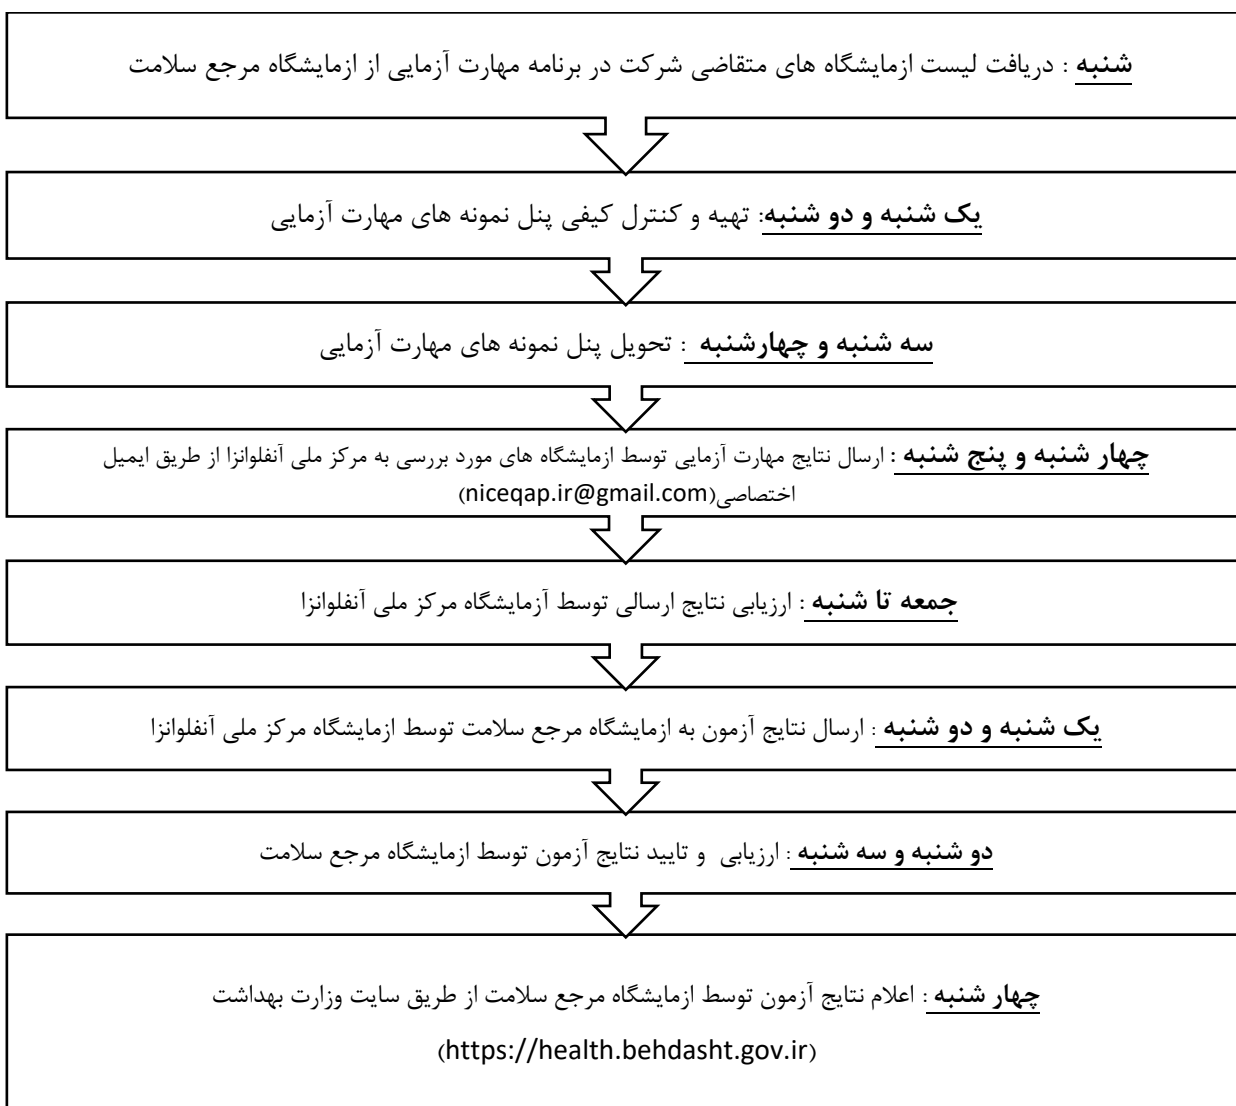 شنبه : دریافت لیست ازمایشگاه های متقاضی شرکت در برنامه مهارت آزمایی از ازمایشگاه مرجع سلامت
یک شنبه و دو شنبه: تهیه و کنترل کیفی پنل نمونه های مهارت آزمایی
سه شنبه و چهارشنبه : تحویل پنل نمونه های مهارت آزمایی
چهار شنبه و پنج شنبه : ارسال نتایج مهارت آزمایی توسط ازمایشگاه های مورد بررسی به مرکز ملی آنفلوانزا از طریق ایمیل
اختصاصی(niceqap.ir@gmail.com)
جمعه تا شنبه : ارزیابی نتایج ارسالی توسط آزمایشگاه مرکز ملی آنفلوانزا
یک شنبه و دو شنبه : ارسال نتایج آزمون به ازمایشگاه مرجع سلامت توسط ازمایشگاه مرکز ملی آنفلوانزا
دو شنبه و سه شنبه : ارزیابی و تایید نتایج آزمون توسط ازمایشگاه مرجع سلامت
چهار شنبه : اعلام نتایج آزمون توسط ازمایشگاه مرجع سلامت از طریق سایت وزارت بهداشت
(https://health.behdasht.gov.ir)